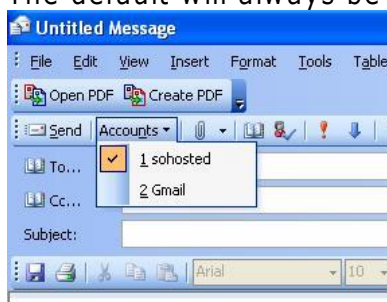 The default will always be
Untitled Message
File Edit View Insert Format Tools Table
Open PDF Create PDF
Send Accounts
To... 1 sohosted
2 Gmail
Cc...
Subject:
Arial 10